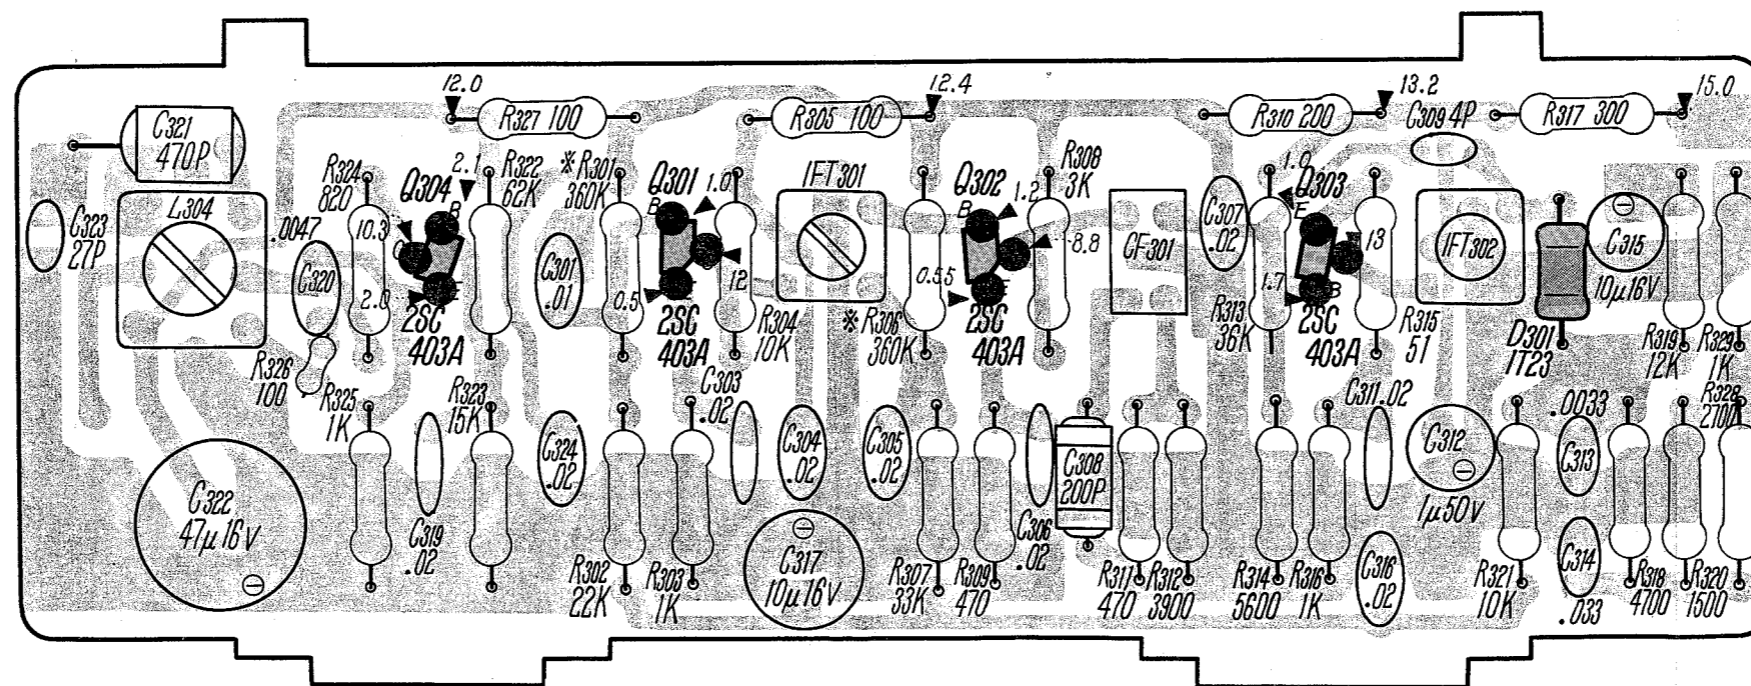 12.0
12.4
13.2
15.0
C321
470P
R327 100
R305 100
R310 200
C309 4P
R317 300
R324
820
Q304
2.1
R322
62K
※R301
360K
Q301
1.0
IFT301
Q302
1.2
R308
3K
1.0
Q303
L304
C323
27P
.0047
10.3
B
C
E
2.0
C320
2SC
403A
C301
.01
B
0.5
12
2SC
403A
R304
10K
B
8.8
0.55
E
※R306
360K
2SC
403A
CF301
C307
.02
E
13
1.7
B
R313
36K
2SC
403A
R315
51
IFT302
C315
10μ16V
D301
1T23
R319
12K
R329
1K
R326
100
R325
1K
R323
15K
C303
.02
C311.02
.0033
R328
2700
C322
47μ16V
C319
.02
C324
.02
C304
.02
C305
.02
C308
200P
C312
1μ50V
C313
R302
22K
R303
1K
C317
10μ16V
R307
33K
R309
470
C306
.02
R311
470
R312
3900
R314
5600
R316
1K
C316
.02
R321
10K
C314
.033
R318
4700
R320
1500